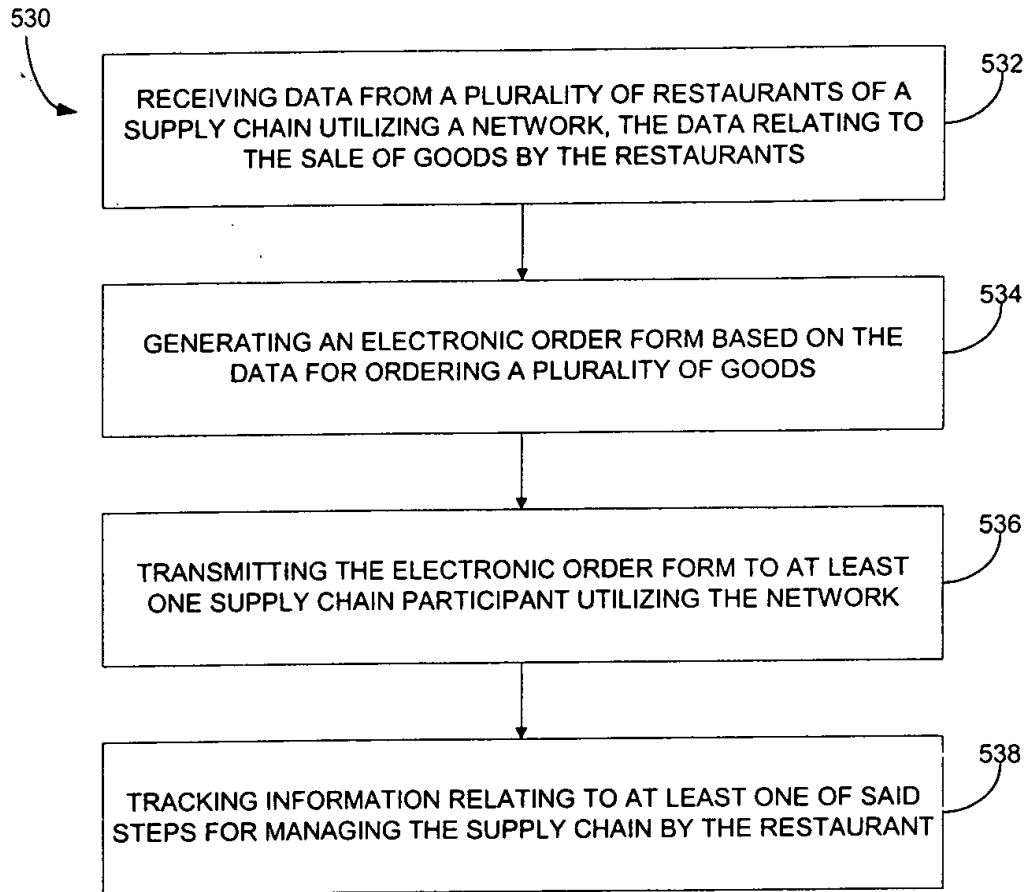 530
532
RECEIVING DATA FROM A PLURALITY OF RESTAURANTS OF A
SUPPLY CHAIN UTILIZING A NETWORK, THE DATA RELATING TO
THE SALE OF GOODS BY THE RESTAURANTS
534
GENERATING AN ELECTRONIC ORDER FORM BASED ON THE
DATA FOR ORDERING A PLURALITY OF GOODS
536
TRANSMITTING THE ELECTRONIC ORDER FORM TO AT LEAST
ONE SUPPLY CHAIN PARTICIPANT UTILIZING THE NETWORK
538
TRACKING INFORMATION RELATING TO AT LEAST ONE OF SAID
STEPS FOR MANAGING THE SUPPLY CHAIN BY THE RESTAURANT